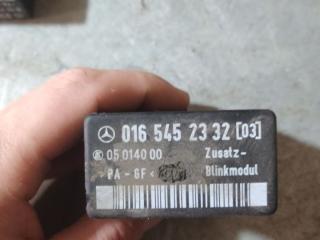 016 545 23 32 [03]
05 0140 00 Zusatz-
>PA - GF< Blinkmodul